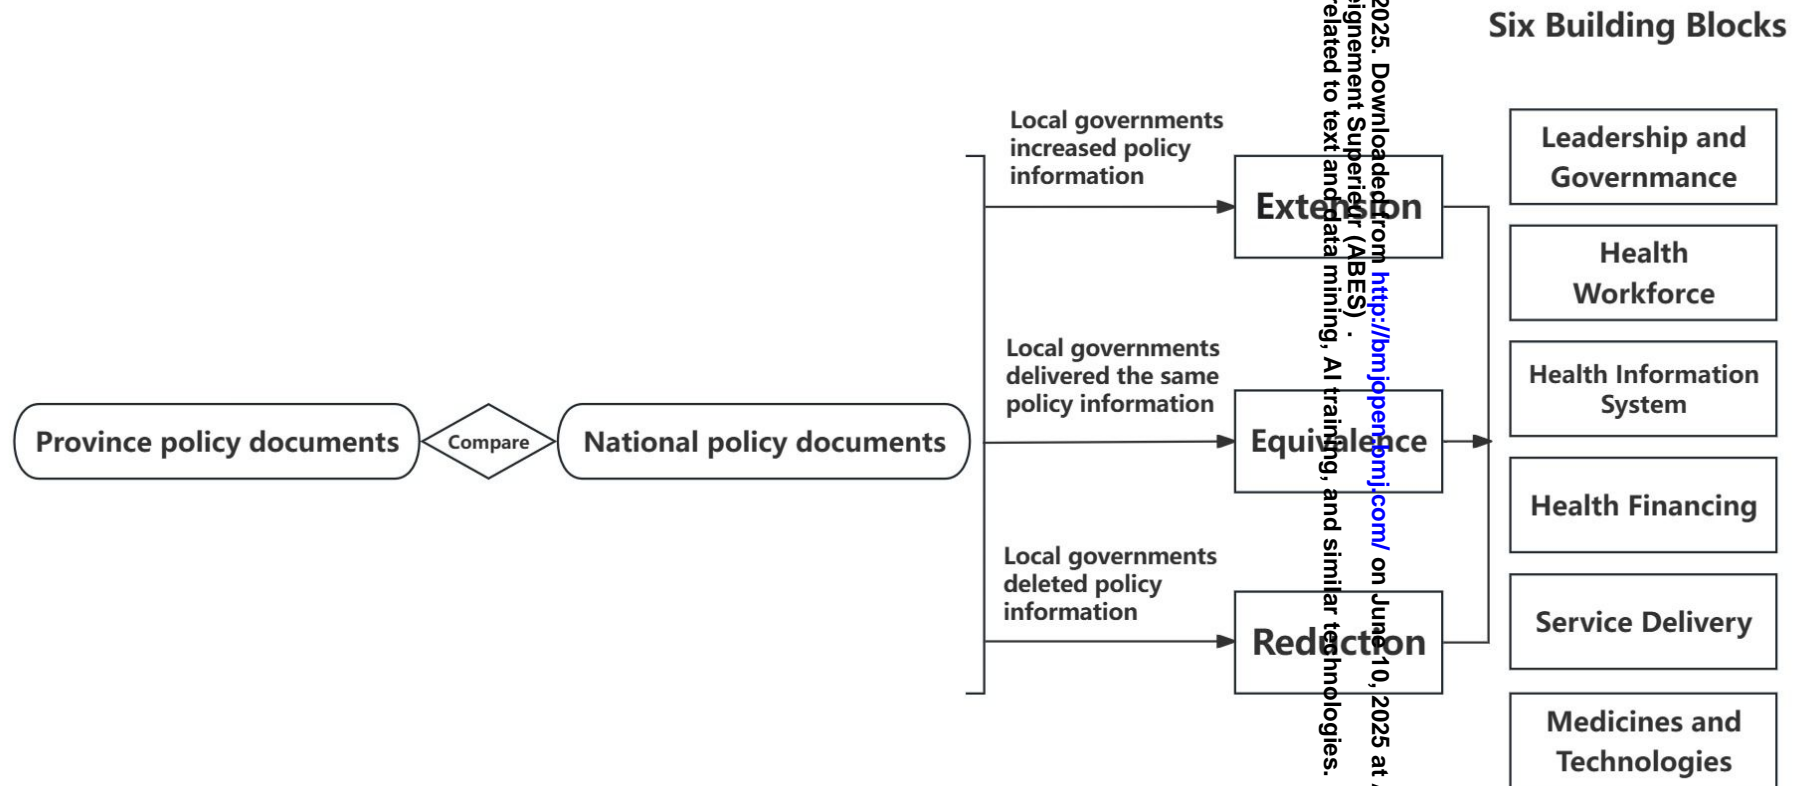 Six Building Blocks
Province policy documents
Compare
National policy documents
Local governments
increased policy
information
Extension
Local governments
delivered the same
policy information
Equivalence
Local governments
deleted policy
information
Reduction
Leadership and
Governmance
Health
Workforce
Health Information
System
Health Financing
Service Delivery
Medicines and
Technologies
2025. Downloaded from http://bmjopen.bmj.com/ on June 10, 2025 at
eignement Superieur (ABES) .
related to text and data mining, AI training, and similar technologies.